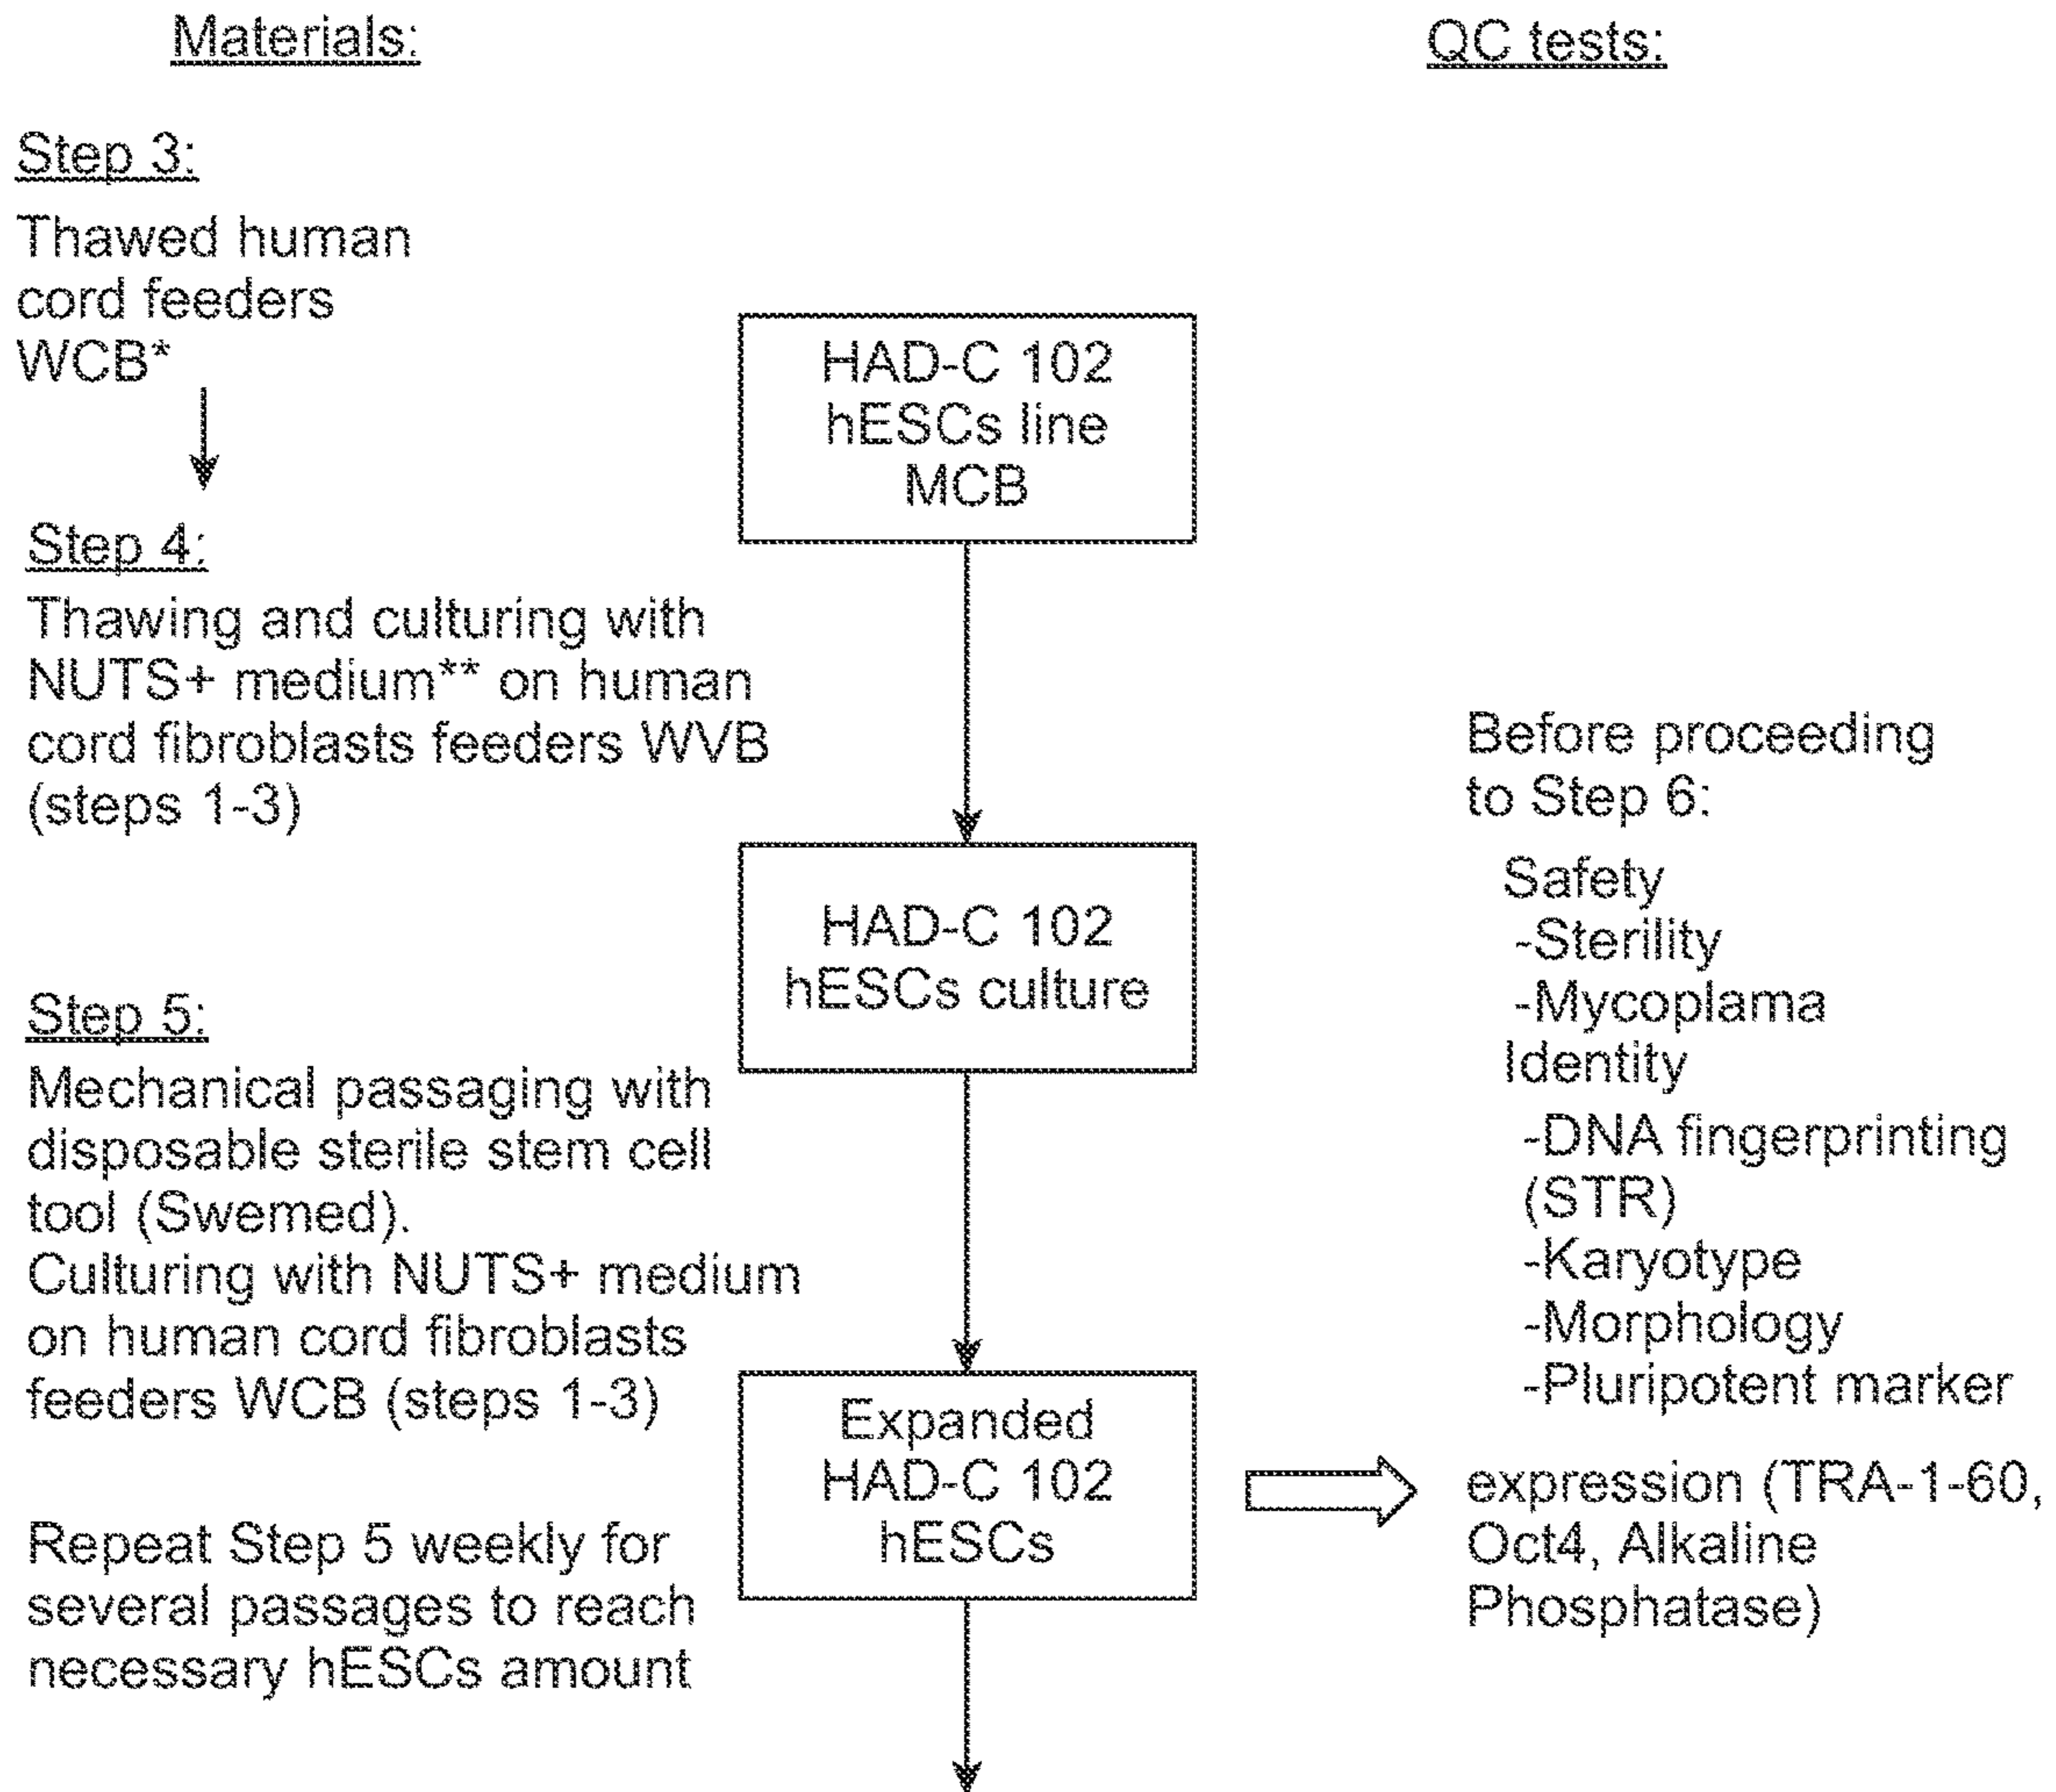 Materials:
QC tests:
Step 3:
Thawed human
cord feeders
WCB*
HAD-C 102
hESCs line
MCB
Step 4:
Thawing and culturing with
NUTS+ medium** on human
cord fibroblasts feeders WVB
(steps 1-3)
HAD-C 102
hESCs culture
Step 5:
Mechanical passaging with
disposable sterile stem cell
tool (Swemed).
Culturing with NUTS+ medium
on human cord fibroblasts
feeders WCB (steps 1-3)
Repeat Step 5 weekly for
several passages to reach
necessary hESCs amount
Expanded
HAD-C 102
hESCs
Before proceeding
to Step 6:
Safety
-Sterility
-Mycoplama
Identity
-DNA fingerprinting
(STR)
-Karyotype
-Morphology
-Pluripotent marker
expression (TRA-1-60,
Oct4, Alkaline
Phosphatase)